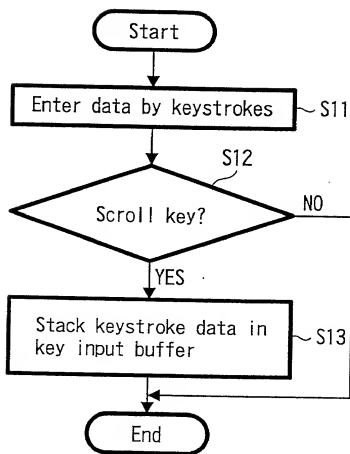 Start
Enter data by keystrokes
S11
S12
Scroll key?
NO
YES
Stack keystroke data in
key input buffer
S13
End